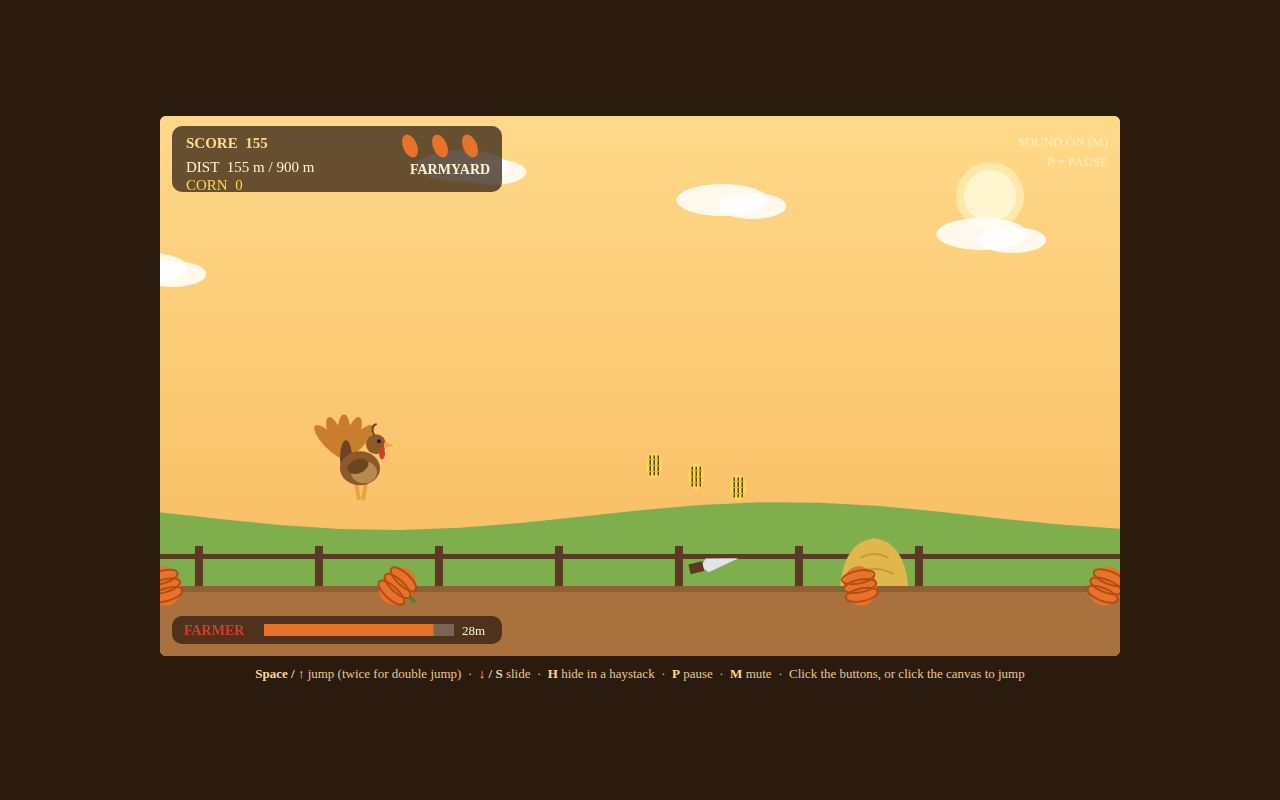 SCORE 155
DIST 155 m / 900 m
FARMYARD
CORN 0
SOUND ON (M)
P = PAUSE
FARMER 28m
Space / ↑ jump (twice for double jump) · ↓ / S slide · H hide in a haystack · P pause · M mute · Click the buttons, or click the canvas to jump